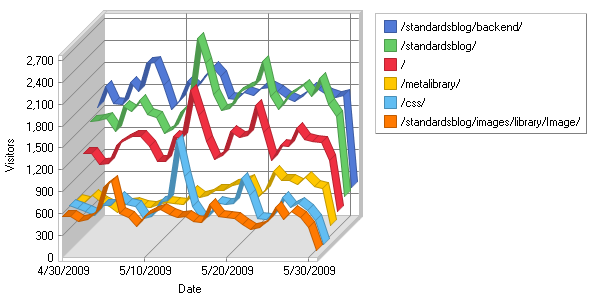 /standardsblog/backend/
/standardsblog/
/
/metalibrary/
/css/
/standardsblog/images/library/Image/
2,700
2,400
2,100
1,800
1,500
1,200
900
600
300
0
Visitors
4/30/2009 5/10/2009 5/20/2009 5/30/2009
Date